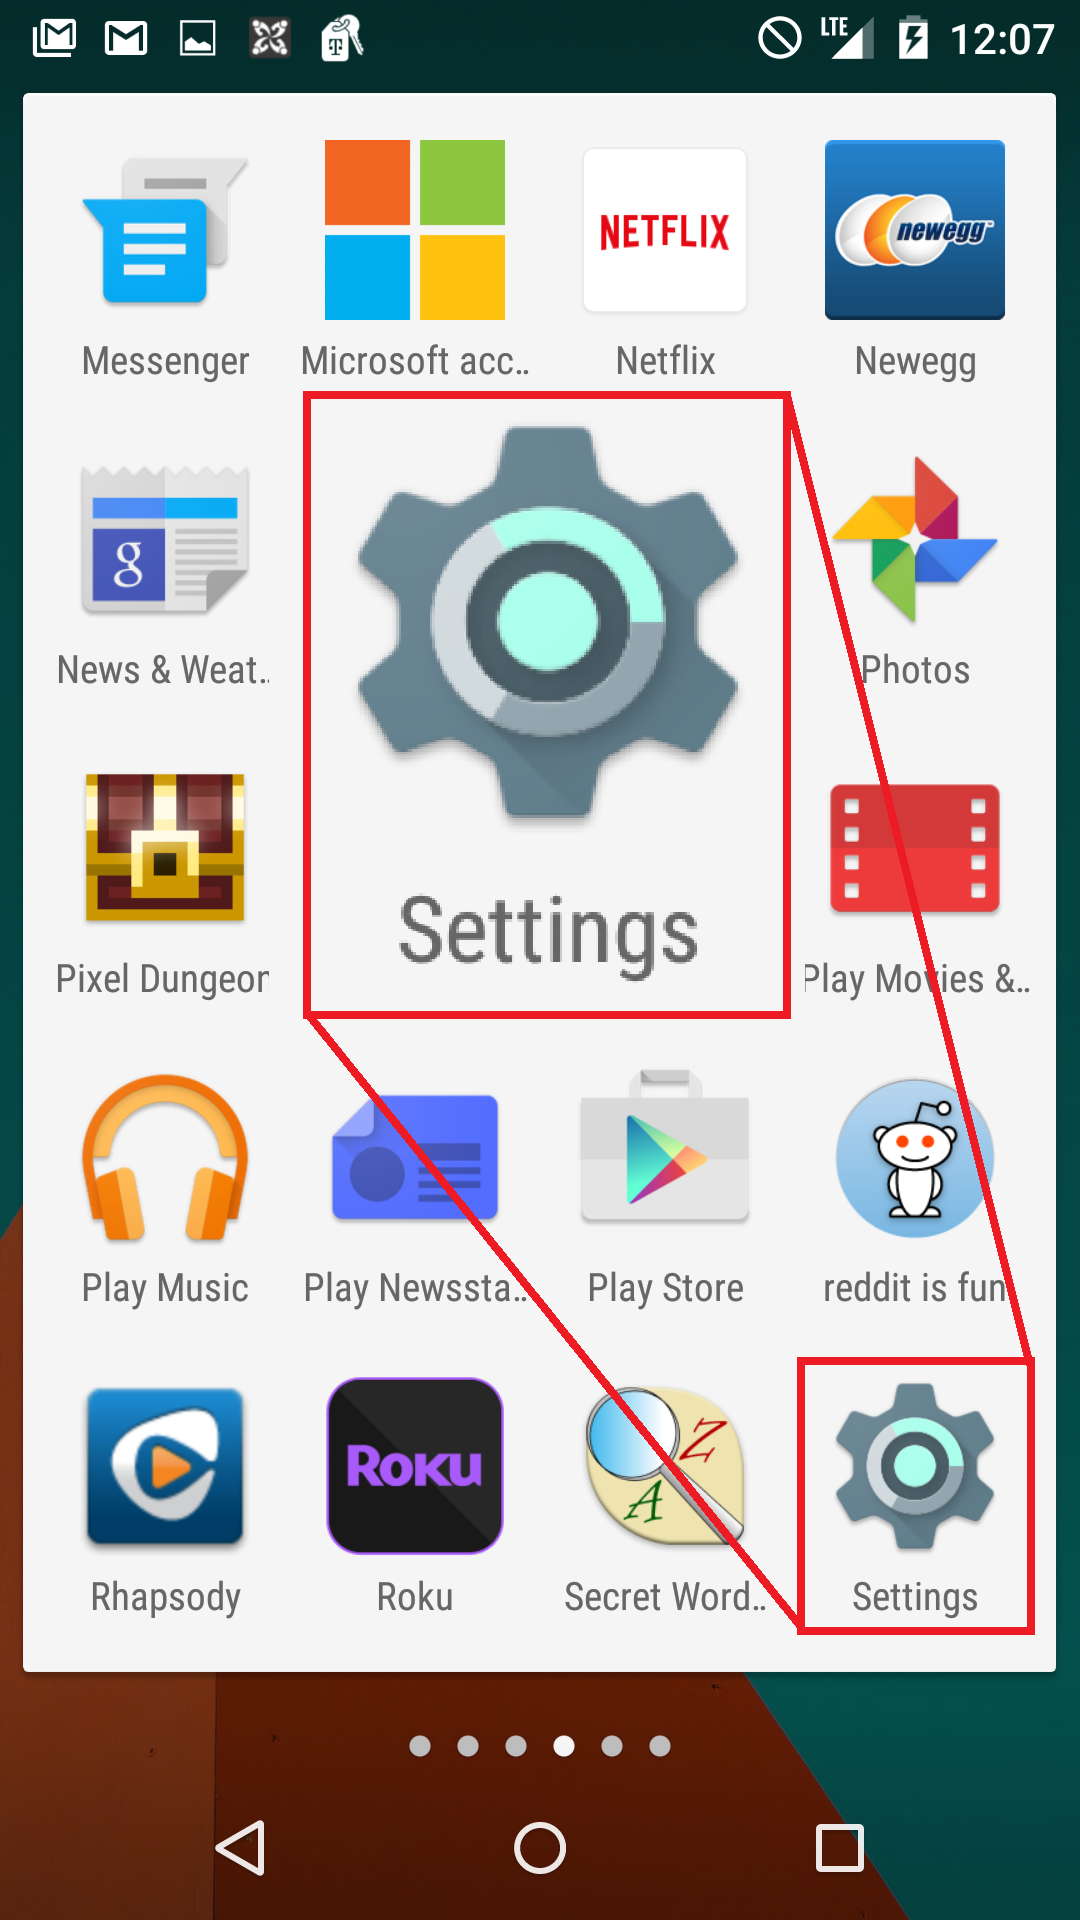 LTE 12:07
T
NETFLIX
newegg
Messenger
Microsoft acc..
Netflix
Newegg
g
News & Weat..
Photos
Settings
Pixel Dungeon
Play Movies &..
Play Music
Play Newssta..
Play Store
reddit is fun
ROKU
Z
A
Rhapsody
Roku
Secret Word..
Settings